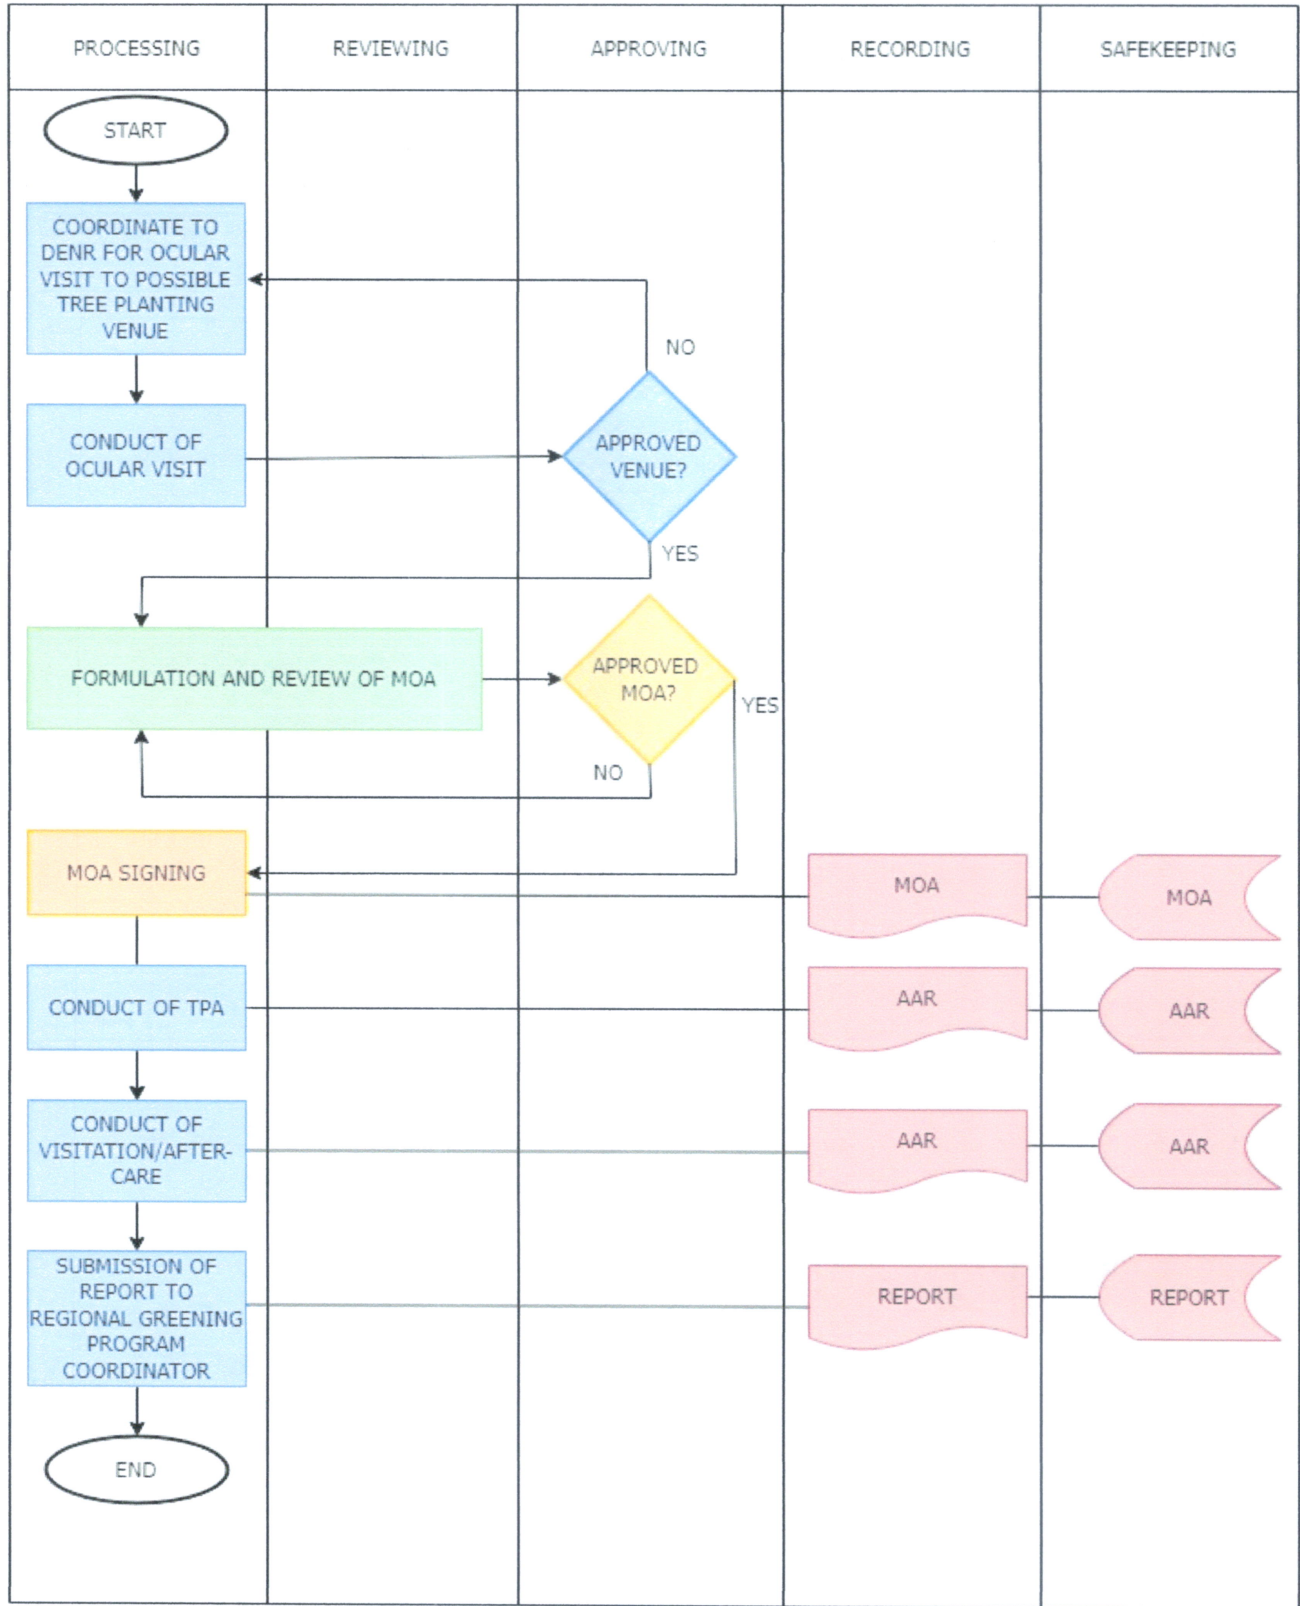 PROCESSING
REVIEWING
APPROVING
RECORDING
SAFEKEEPING
START
COORDINATE TO
DENR FOR OCULAR
VISIT TO POSSIBLE
TREE PLANTING
VENUE
NO
CONDUCT OF
OCULAR VISIT
APPROVED
VENUE?
YES
FORMULATION AND REVIEW OF MOA
APPROVED
MOA?
YES
NO
MOA SIGNING
MOA
MOA
CONDUCT OF TPA
AAR
AAR
CONDUCT OF
VISITATION/AFTER-
CARE
AAR
AAR
SUBMISSION OF
REPORT TO
REGIONAL GREENING
PROGRAM
COORDINATOR
REPORT
REPORT
END